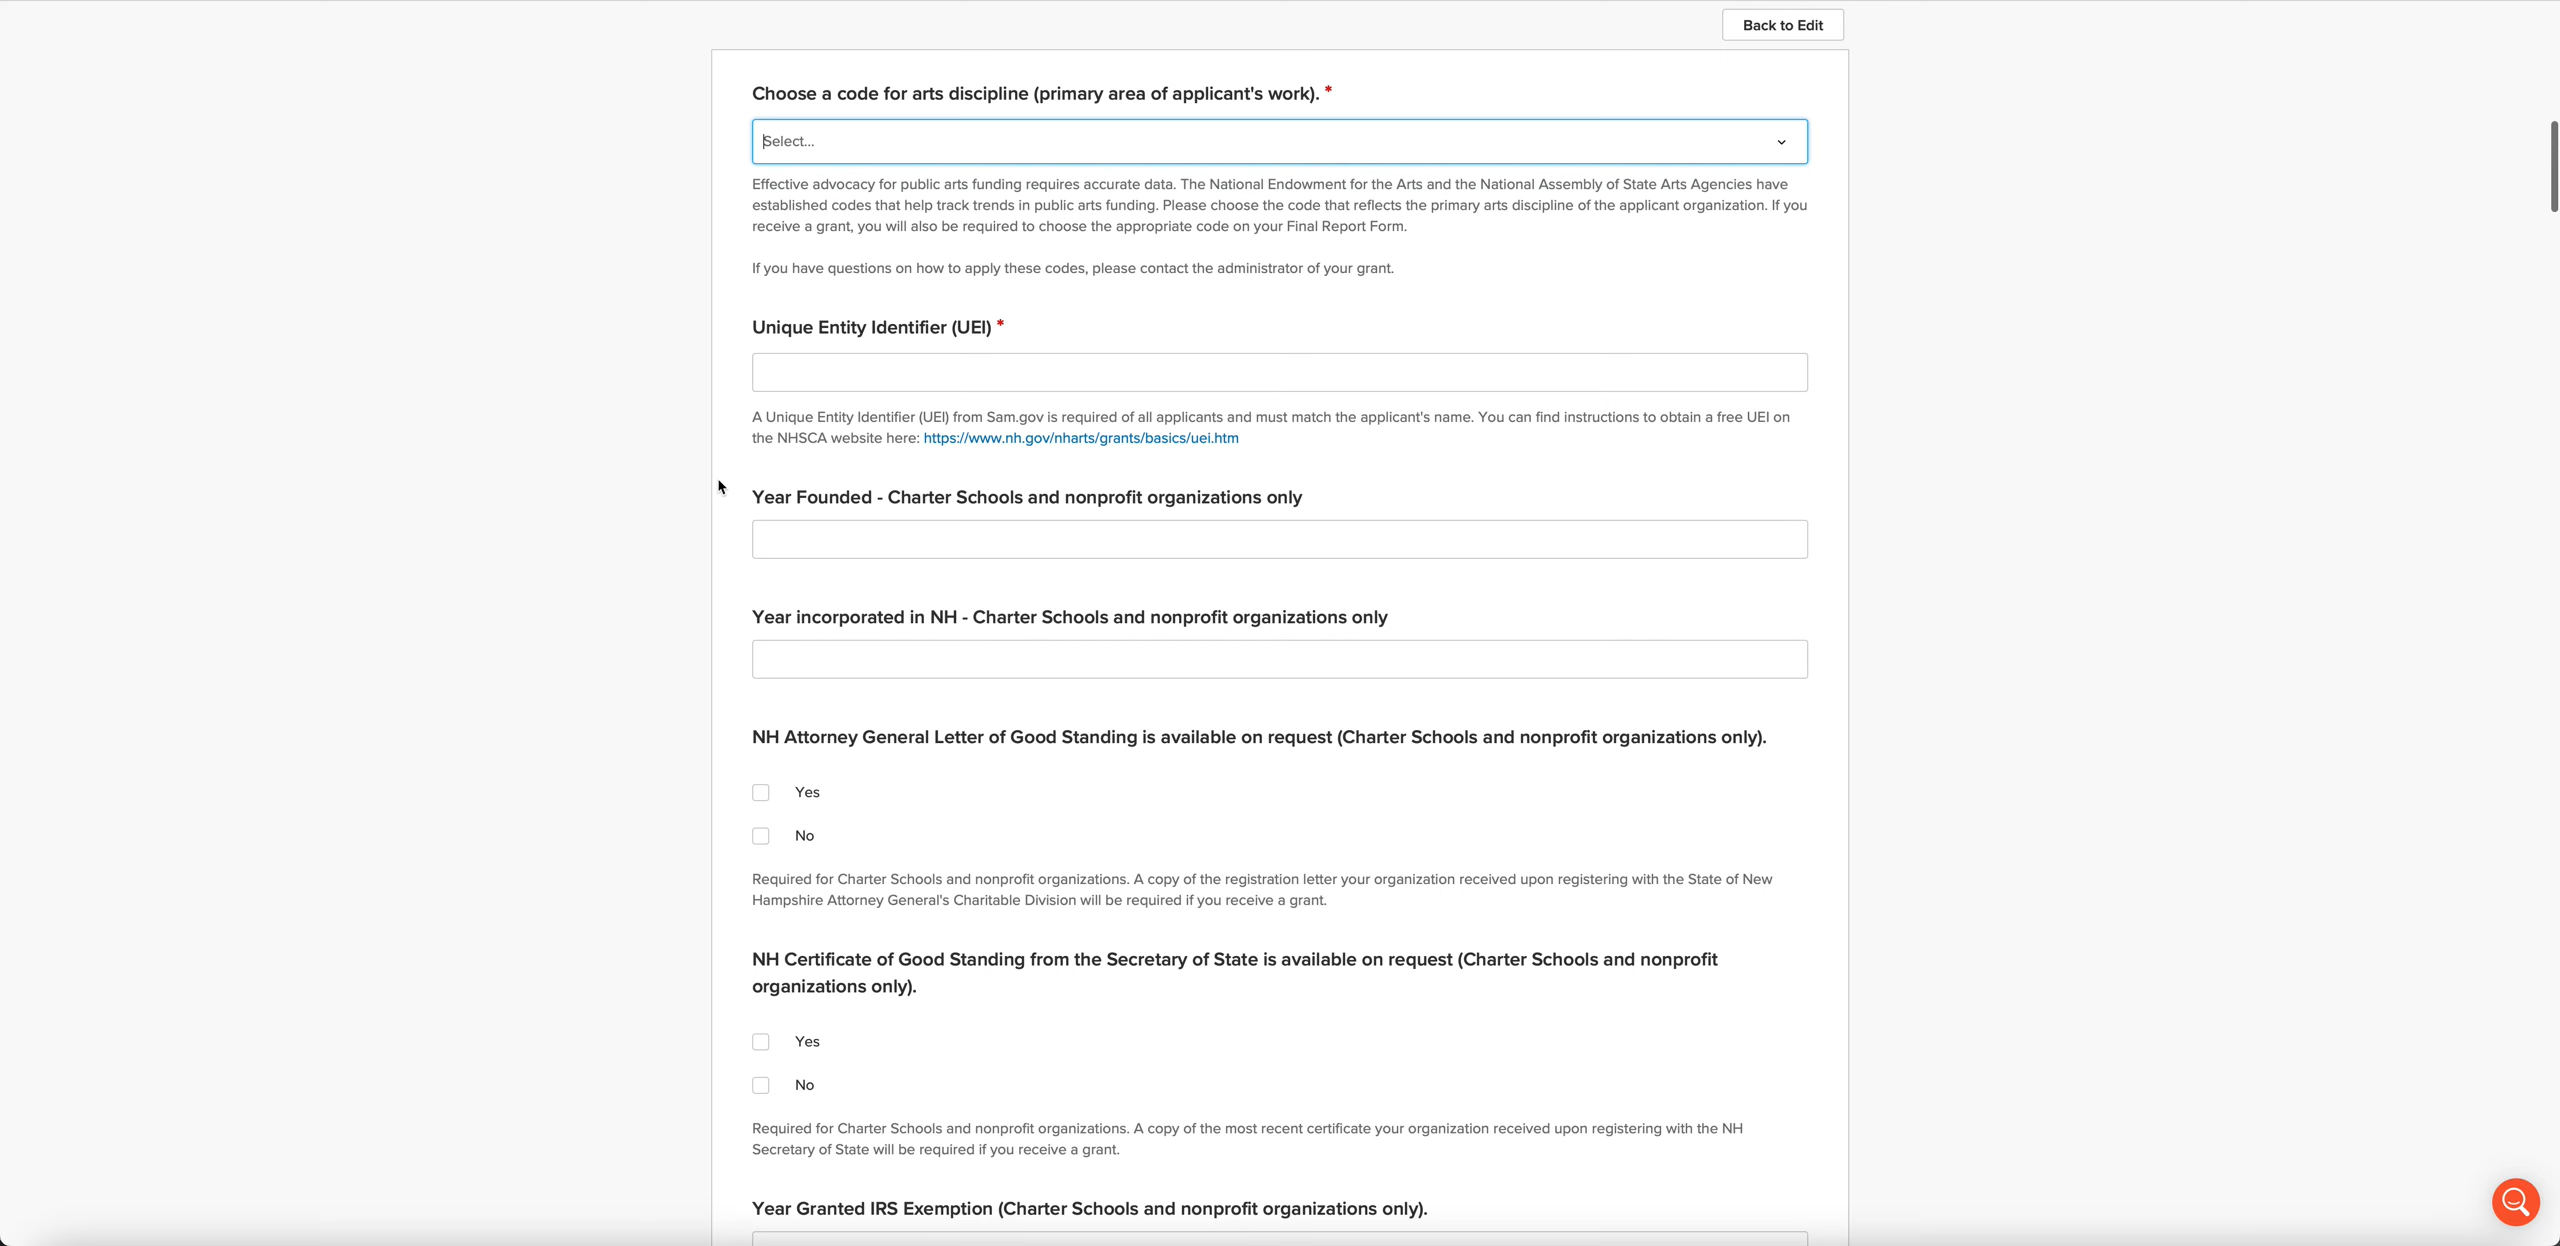 Back to Edit
Choose a code for arts discipline (primary area of applicant's work). *
Select...
Effective advocacy for public arts funding requires accurate data. The National Endowment for the Arts and the National Assembly of State Arts Agencies have
established codes that help track trends in public arts funding. Please choose the code that reflects the primary arts discipline of the applicant organization. If you
receive a grant, you will also be required to choose the appropriate code on your Final Report Form.
If you have questions on how to apply these codes, please contact the administrator of your grant.
Unique Entity Identifier (UEI) *
A Unique Entity Identifier (UEI) from Sam.gov is required of all applicants and must match the applicant's name. You can find instructions to obtain a free UEI on
the NHSCA website here: https://www.nh.gov/nharts/grants/basics/uei.htm
Year Founded - Charter Schools and nonprofit organizations only
Year incorporated in NH - Charter Schools and nonprofit organizations only
NH Attorney General Letter of Good Standing is available on request (Charter Schools and nonprofit organizations only).
Yes
No
Required for Charter Schools and nonprofit organizations. A copy of the registration letter your organization received upon registering with the State of New
Hampshire Attorney General's Charitable Division will be required if you receive a grant.
NH Certificate of Good Standing from the Secretary of State is available on request (Charter Schools and nonprofit
organizations only).
Yes
No
Required for Charter Schools and nonprofit organizations. A copy of the most recent certificate your organization received upon registering with the NH
Secretary of State will be required if you receive a grant.
Year Granted IRS Exemption (Charter Schools and nonprofit organizations only).